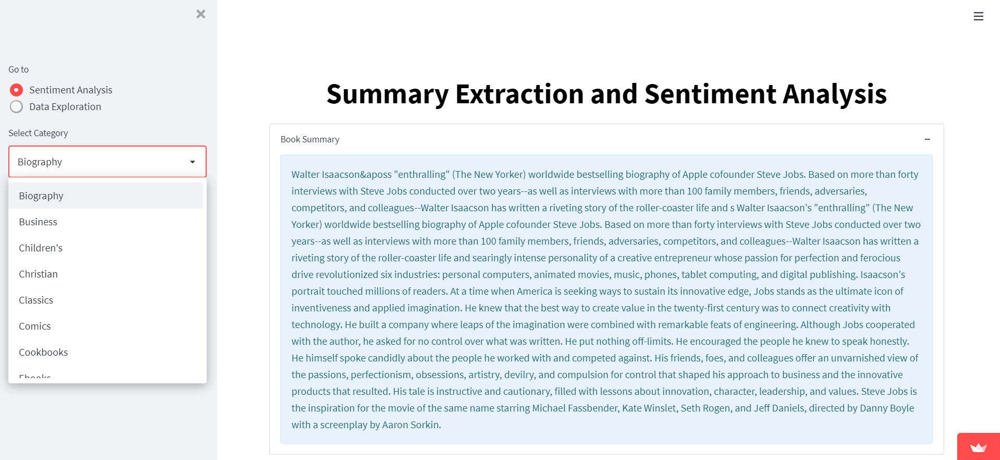 Go to
Sentiment Analysis
Data Exploration
Select Category
Biography
Biography
Business
Children's
Christian
Classics
Comics
Cookbooks
Ebooks
Summary Extraction and Sentiment Analysis
Book Summary
Walter Isaacson&aposs "enthralling" (The New Yorker) worldwide bestselling biography of Apple cofounder Steve Jobs. Based on more than forty
interviews with Steve Jobs conducted over two years--as well as interviews with more than 100 family members, friends, adversaries,
competitors, and colleagues--Walter Isaacson has written a riveting story of the roller-coaster life and s Walter Isaacson's "enthralling" (The New
Yorker) worldwide bestselling biography of Apple cofounder Steve Jobs. Based on more than forty interviews with Steve Jobs conducted over two
years--as well as interviews with more than 100 family members, friends, adversaries, competitors, and colleagues--Walter Isaacson has written a
riveting story of the roller-coaster life and searingly intense personality of a creative entrepreneur whose passion for perfection and ferocious
drive revolutionized six industries: personal computers, animated movies, music, phones, tablet computing, and digital publishing. Isaacson's
portrait touched millions of readers. At a time when America is seeking ways to sustain its innovative edge, Jobs stands as the ultimate icon of
inventiveness and applied imagination. He knew that the best way to create value in the twenty-first century was to connect creativity with
technology. He built a company where leaps of the imagination were combined with remarkable feats of engineering. Although Jobs cooperated
with the author, he asked for no control over what was written. He put nothing off-limits. He encouraged the people he knew to speak honestly.
He himself spoke candidly about the people he worked with and competed against. His friends, foes, and colleagues offer an unvarnished view of
the passions, perfectionism, obsessions, artistry, devilry, and compulsion for control that shaped his approach to business and the innovative
products that resulted. His tale is instructive and cautionary, filled with lessons about innovation, character, leadership, and values. Steve Jobs is
the inspiration for the movie of the same name starring Michael Fassbender, Kate Winslet, Seth Rogen, and Jeff Daniels, directed by Danny Boyle
with a screenplay by Aaron Sorkin.